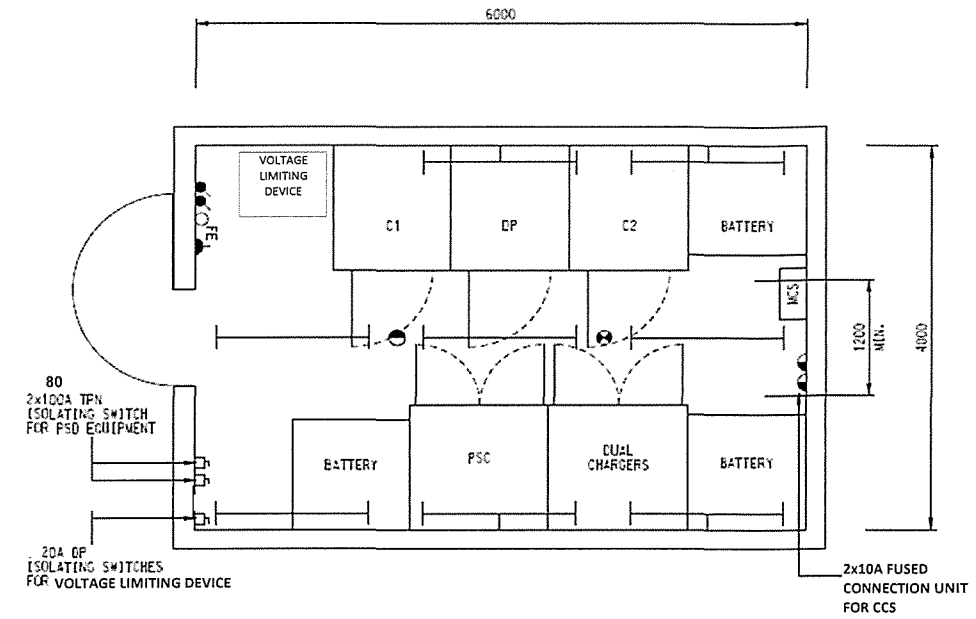 6000
VOLTAGE
LIMITING
DEVICE
FE
C1
DP
C2
BATTERY
MCS
1200
MIN.
4000
80
2x100A TPN
ISOLATING SWITCH
FOR PSD EQUIPMENT
BATTERY
PSC
DUAL
CHARGERS
BATTERY
20A DP
ISOLATING SWITCHES
FOR VOLTAGE LIMITING DEVICE
2x10A FUSED
CONNECTION UNIT
FOR CCS